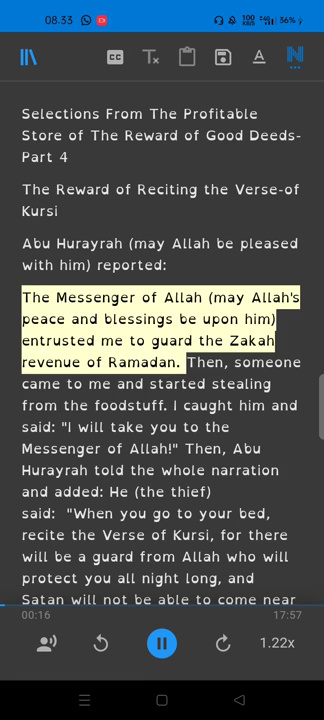 08.33
100 KB/S
36%
CC
Selections From The Profitable
Store of The Reward of Good Deeds-
Part 4
The Reward of Reciting the Verse-of
Kursi
Abu Hurayrah (may Allah be pleased
with him) reported:
The Messenger of Allah (may Allah's
peace and blessings be upon him)
entrusted me to guard the Zakah
revenue of Ramadan. Then, someone
came to me and started stealing
from the foodstuff. I caught him and
said: "I will take you to the
Messenger of Allah!" Then, Abu
Hurayrah told the whole narration
and added: He (the thief)
said:  "When you go to your bed,
recite the Verse of Kursi, for there
will be a guard from Allah who will
protect you all night long, and
Satan will not be able to come near
00:16 17:57
1.22x